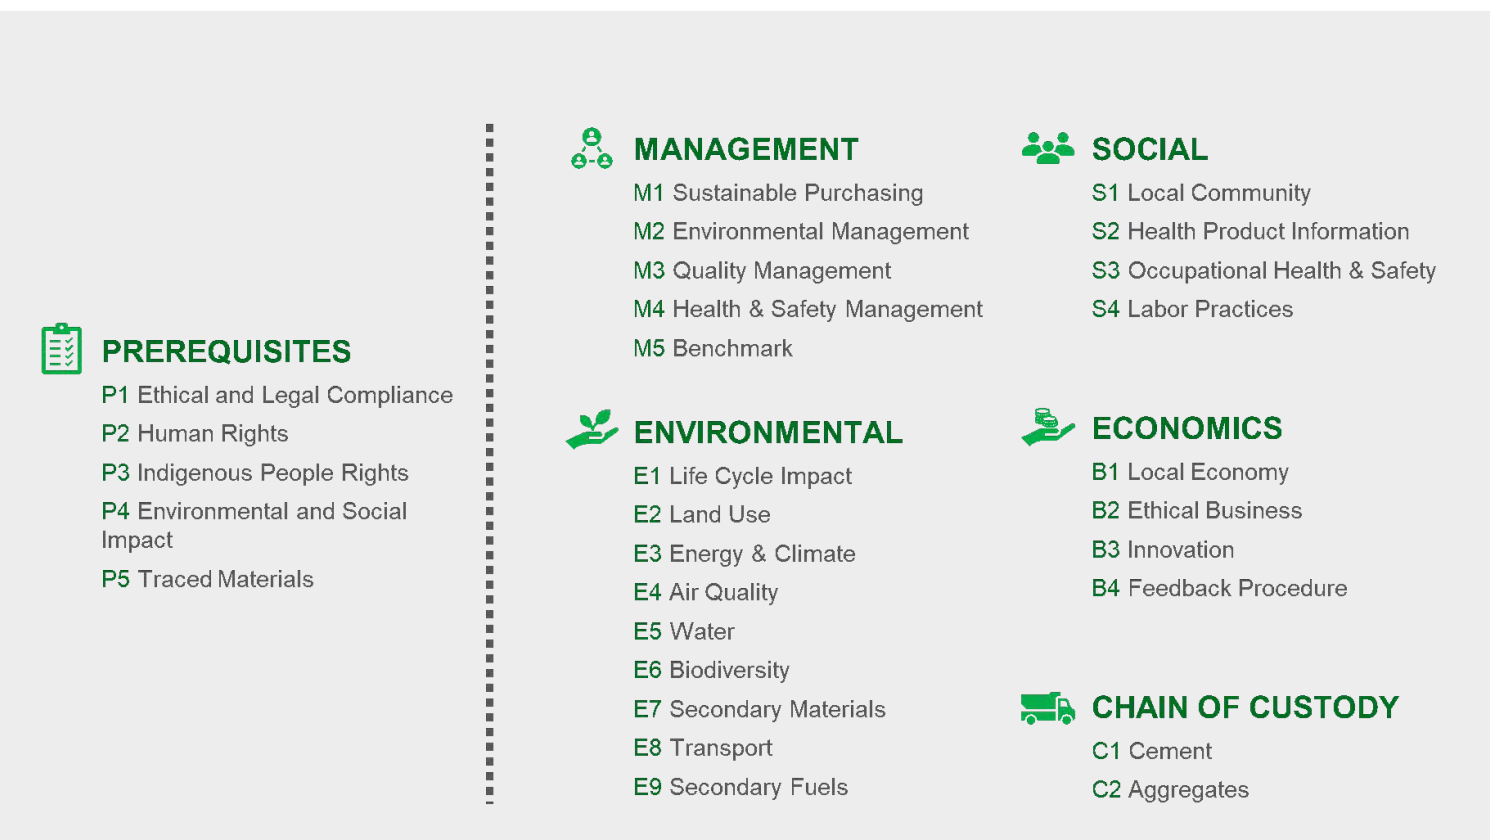 PREREQUISITES
P1 Ethical and Legal Compliance
P2 Human Rights
P3 Indigenous People Rights
P4 Environmental and Social
Impact
P5 Traced Materials
MANAGEMENT
M1 Sustainable Purchasing
M2 Environmental Management
M3 Quality Management
M4 Health & Safety Management
M5 Benchmark
ENVIRONMENTAL
E1 Life Cycle Impact
E2 Land Use
E3 Energy & Climate
E4 Air Quality
E5 Water
E6 Biodiversity
E7 Secondary Materials
E8 Transport
E9 Secondary Fuels
SOCIAL
S1 Local Community
S2 Health Product Information
S3 Occupational Health & Safety
S4 Labor Practices
ECONOMICS
B1 Local Economy
B2 Ethical Business
B3 Innovation
B4 Feedback Procedure
CHAIN OF CUSTODY
C1 Cement
C2 Aggregates